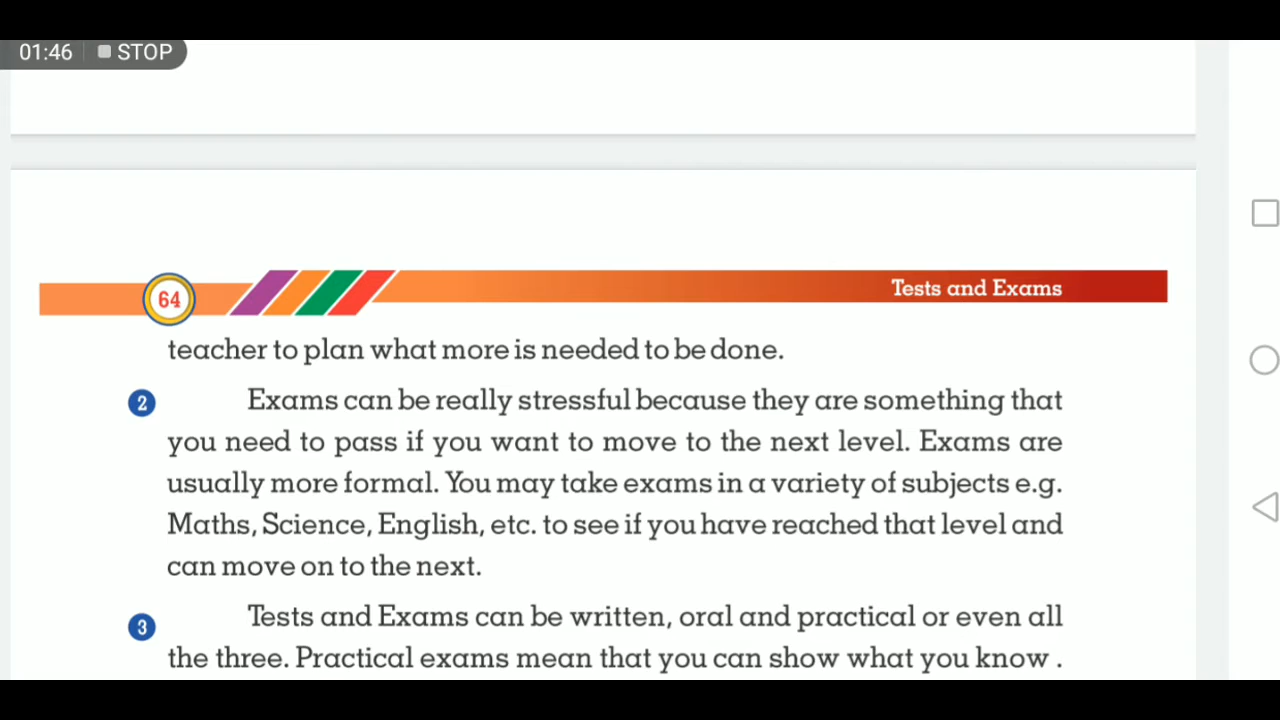 01:46 STOP
64 Tests and Exams
teacher to plan what more is needed to be done.
2 Exams can be really stressful because they are something that
you need to pass if you want to move to the next level. Exams are
usually more formal. You may take exams in a variety of subjects e.g.
Maths, Science, English, etc. to see if you have reached that level and
can move on to the next.
3 Tests and Exams can be written, oral and practical or even all
the three. Practical exams mean that you can show what you know .